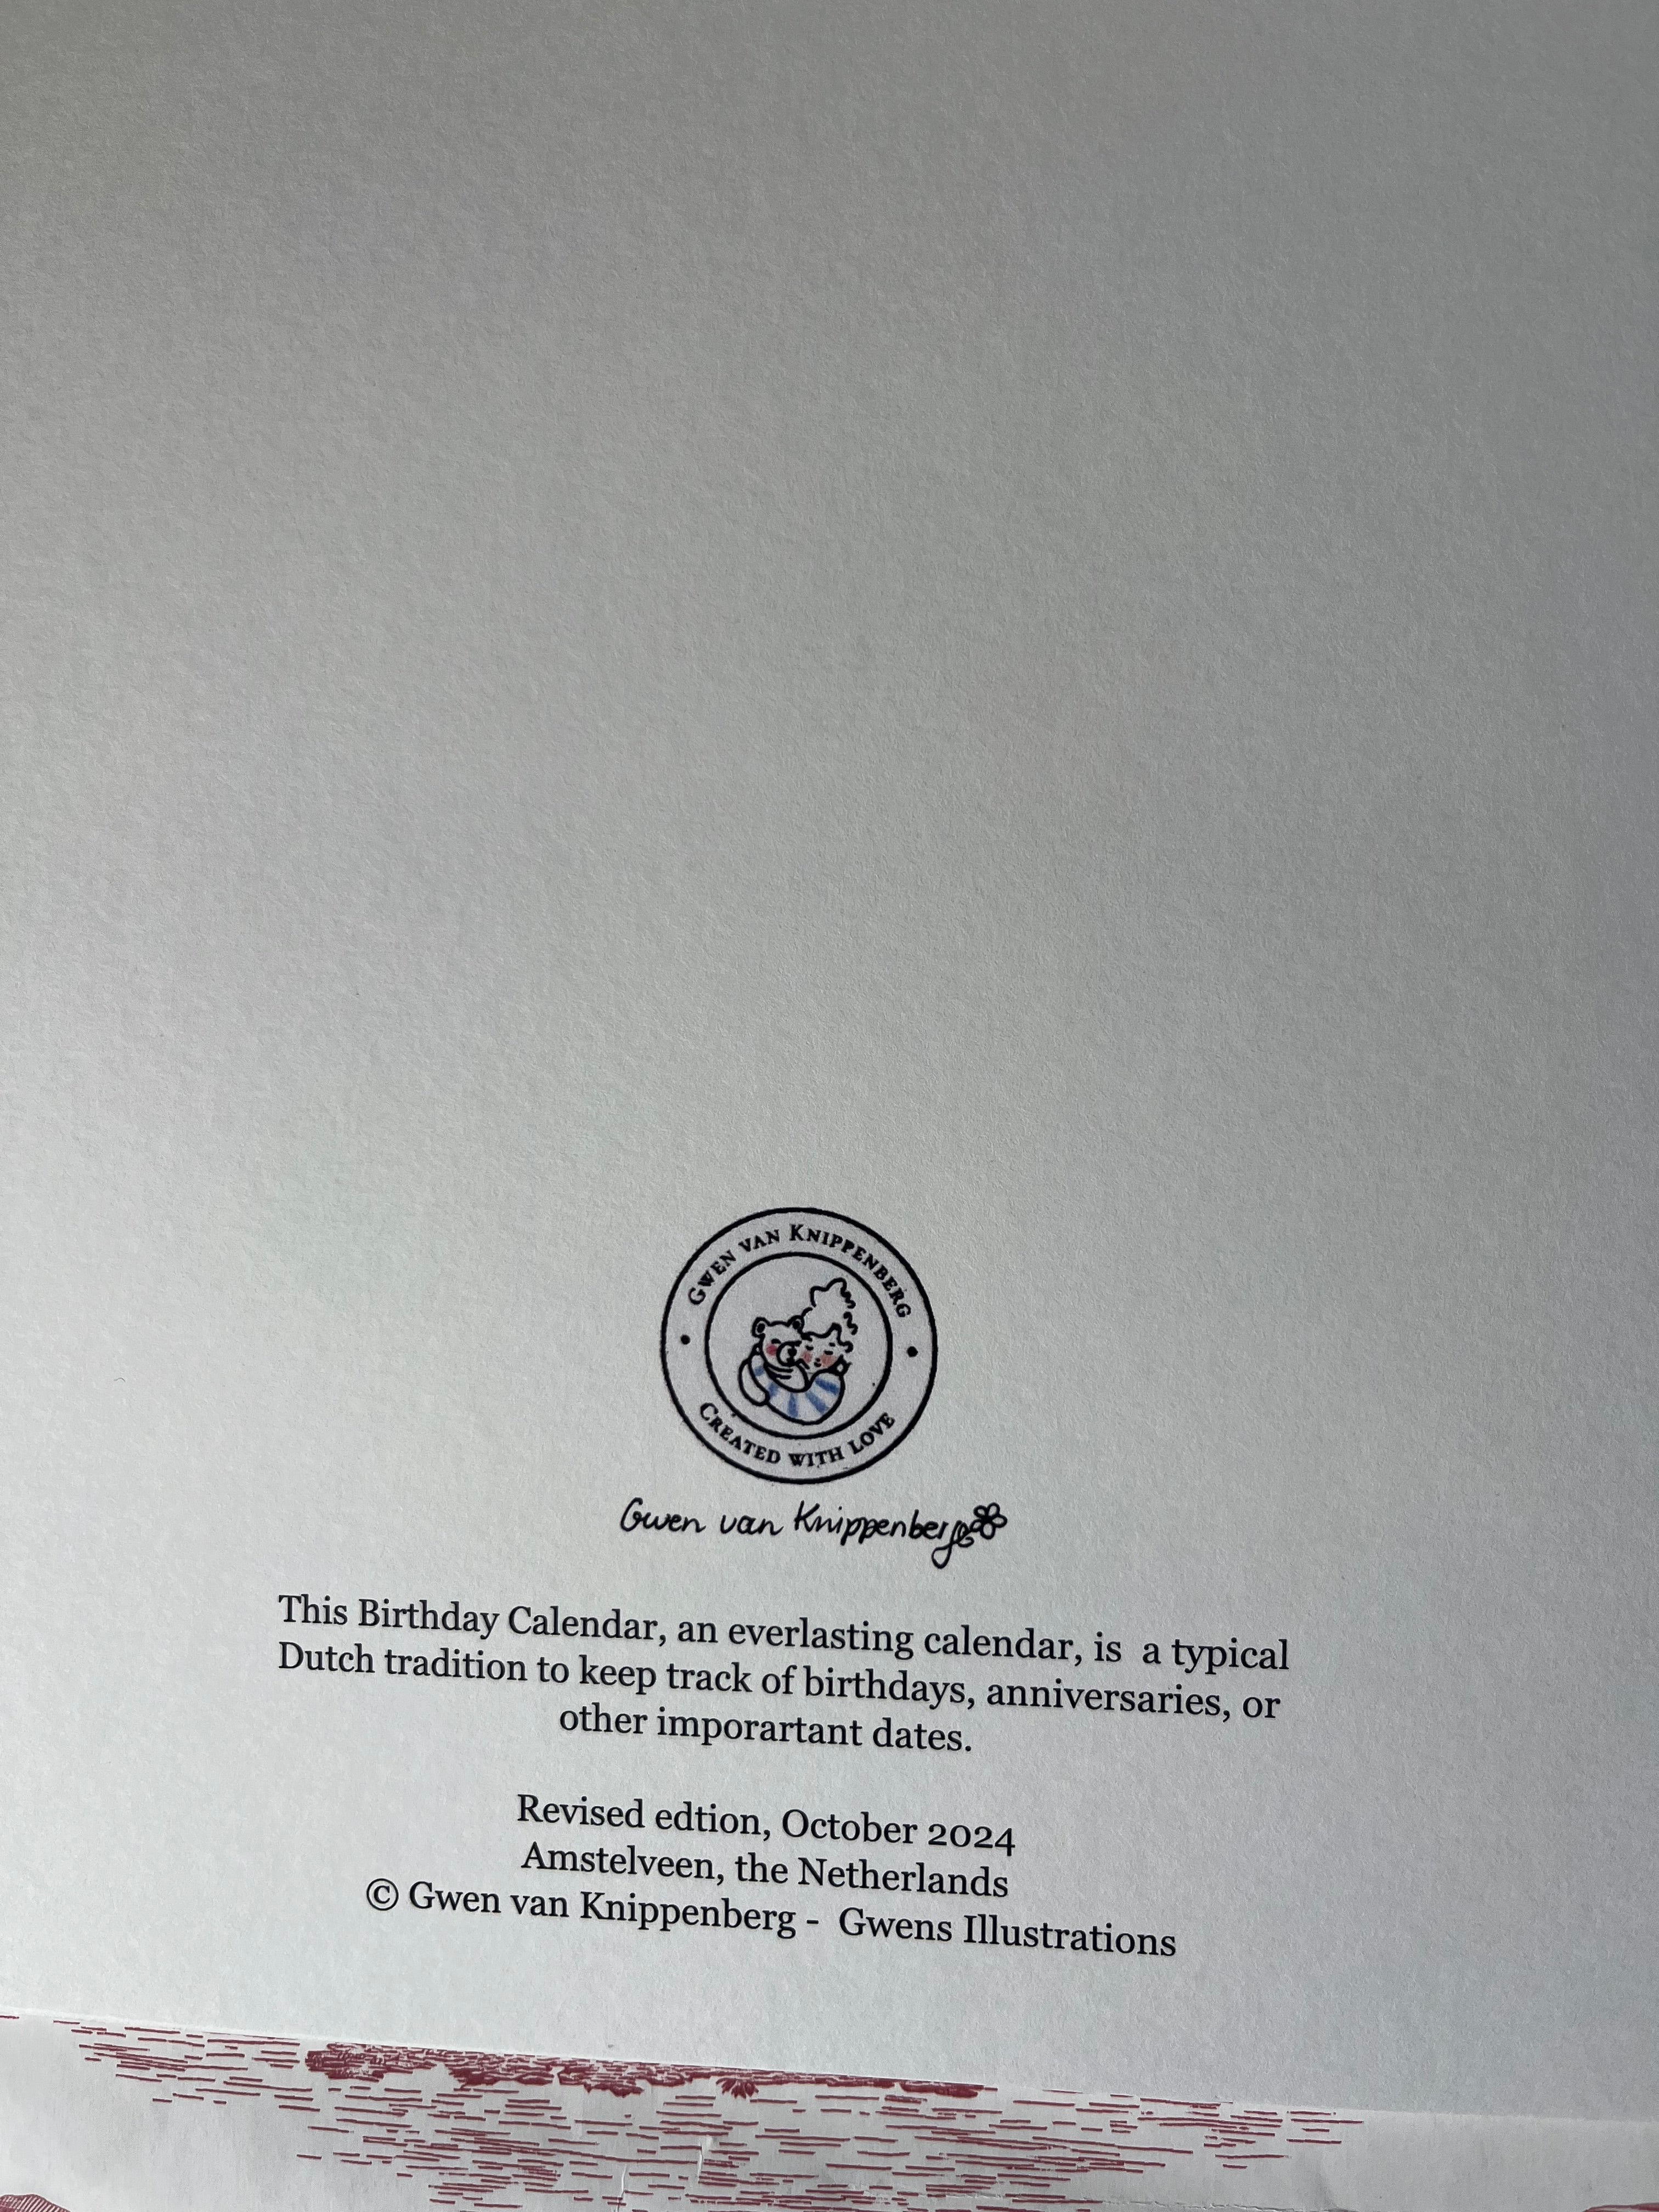 GWEN VAN KNIPPENBERG
CREATED WITH LOVE
Gwen van Knippenberg
This Birthday Calendar, an everlasting calendar, is  a typical
Dutch tradition to keep track of birthdays, anniversaries, or
other imporartant dates.
Revised edtion, October 2024
Amstelveen, the Netherlands
© Gwen van Knippenberg -  Gwens Illustrations